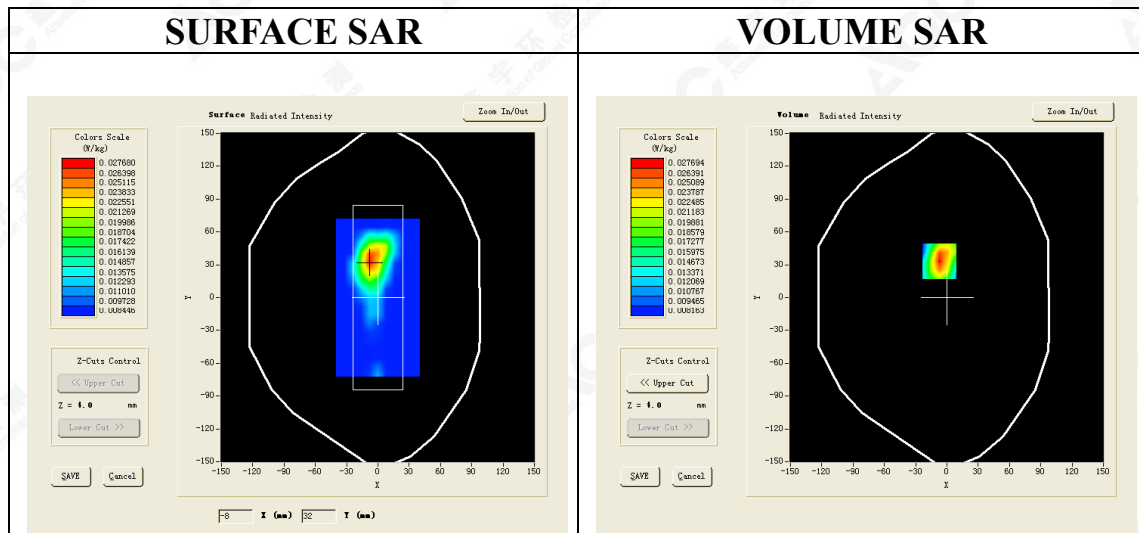 SURFACE SAR
VOLUME SAR
Surface Radiated Intensity
Zoom In/Out
Colors Scale
(W/kg)
0.027680
0.026398
0.025115
0.023833
0.022551
0.021269
0.019986
0.018704
0.017422
0.016139
0.014857
0.013575
0.012293
0.011010
0.009728
0.008446
150
120
90
60
30
0
-30
-60
-90
-120
-150
Y
-150 -120 -90 -60 -30 0 30 60 90 120 150
X
Z-Cuts Control
<< Upper Cut
Z = 4.0 mm
Lower Cut >>
SAVE Cancel
-8 X (mm) 32 Y (mm)
Volume Radiated Intensity
Zoom In/Out
Colors Scale
(W/kg)
0.027694
0.026391
0.025089
0.023787
0.022485
0.021183
0.019881
0.018579
0.017277
0.015975
0.014673
0.013371
0.012069
0.010767
0.009465
0.008163
150
120
90
60
30
0
-30
-60
-90
-120
-150
Y
-150 -120 -90 -60 -30 0 30 60 90 120 150
X
Z-Cuts Control
<< Upper Cut
Z = 4.0 mm
Lower Cut >>
SAVE Cancel